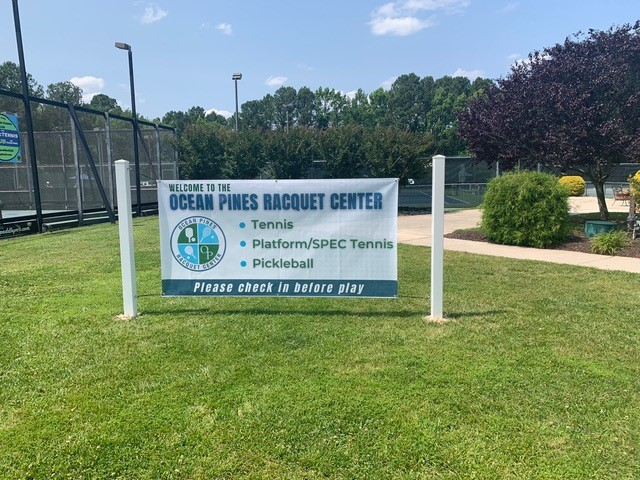 WELCOME TO THE
OCEAN PINES RACQUET CENTER
OCEAN PINES
RACQUET CENTER
• Tennis
• Platform/SPEC Tennis
• Pickleball
Please check in before play